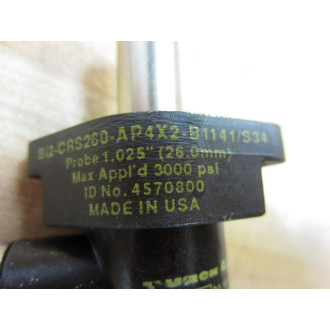 Bi2-CRS260-AP4X2-B1141/S34
Probe 1.025" (26.0mm)
Max Appl'd 3000 psi
ID No. 4570800
MADE IN USA